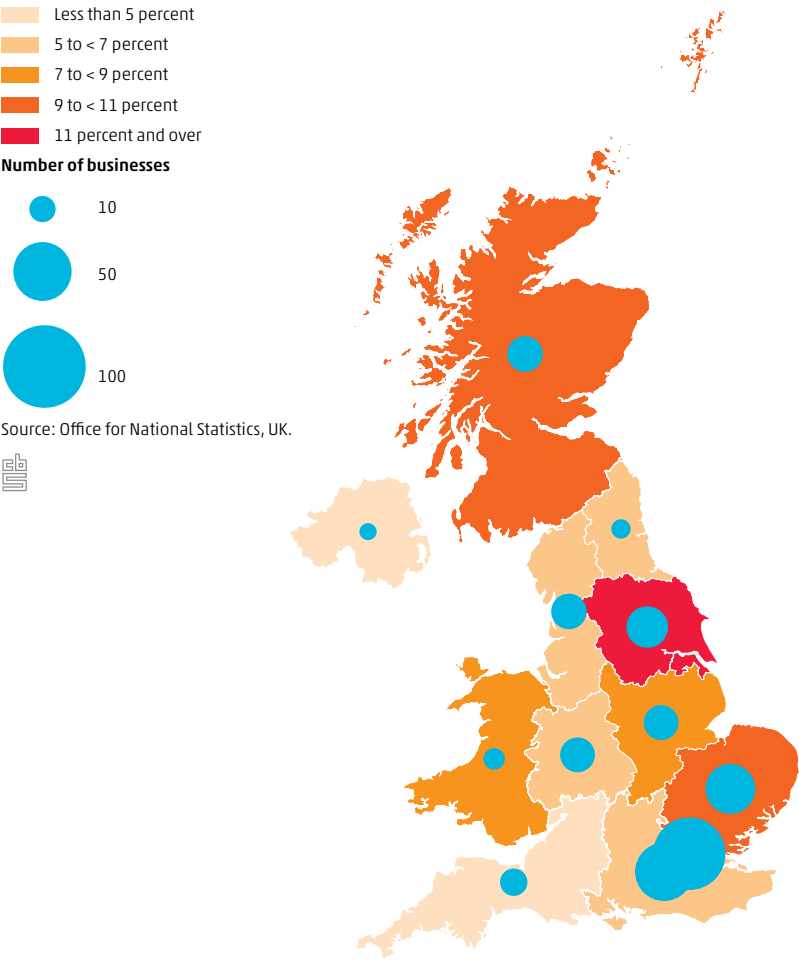 Less than 5 percent
5 to < 7 percent
7 to < 9 percent
9 to < 11 percent
11 percent and over
Number of businesses
10
50
100
Source: Office for National Statistics, UK.